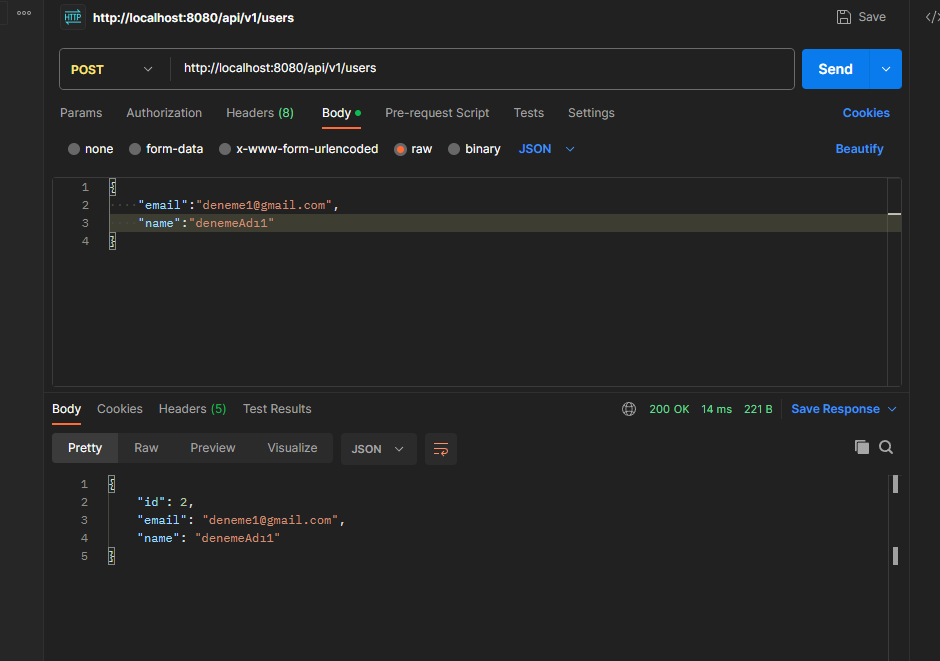 HTTP http://localhost:8080/api/v1/users Save </>
POST http://localhost:8080/api/v1/users Send
Params Authorization Headers (8) Body Pre-request Script Tests Settings Cookies
none form-data x-www-form-urlencoded raw binary JSON Beautify
1 {
2 "email":"deneme1@gmail.com",
3 "name":"denemeAdı1"
4 }
Body Cookies Headers (5) Test Results 200 OK 14 ms 221 B Save Response
Pretty Raw Preview Visualize JSON
1 {
2 "id": 2,
3 "email": "deneme1@gmail.com",
4 "name": "denemeAdı1"
5 }